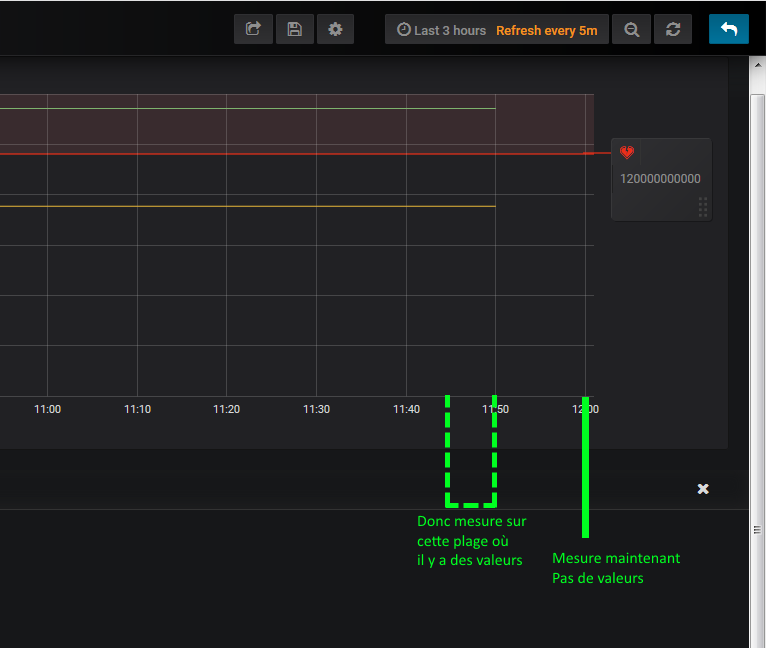 Last 3 hours Refresh every 5m
120000000000
11:00 11:10 11:20 11:30 11:40 11:50 12:00
Donc mesure sur
cette plage où
il y a des valeurs
Mesure maintenant
Pas de valeurs